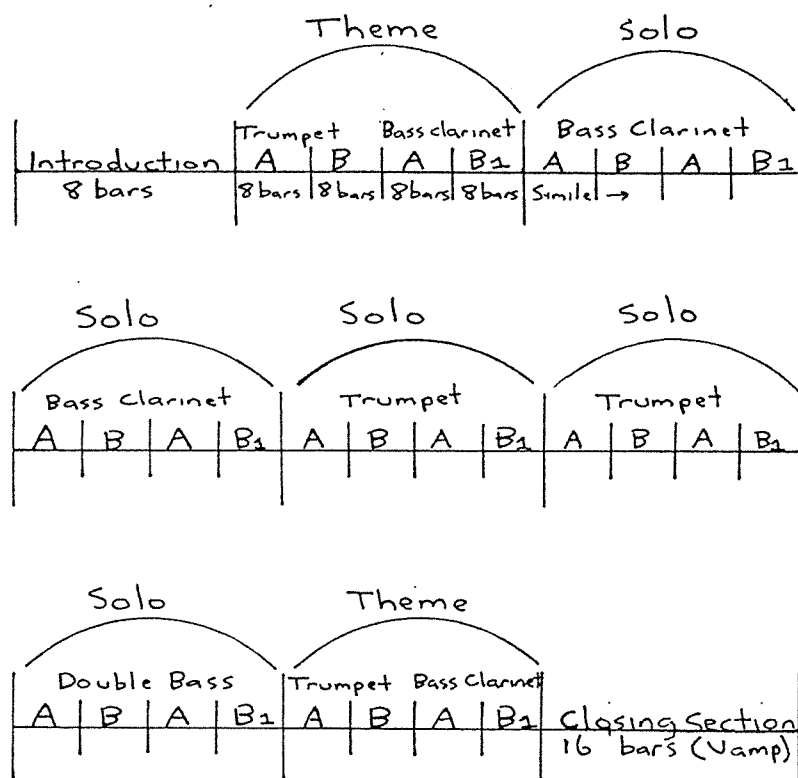 Theme Solo
Trumpet Bass clarinet Bass Clarinet
Introduction A B A B1 A B A B1
8 bars 8 bars 8 bars 8 bars 8 bars Simile →
Solo Solo Solo
Bass Clarinet Trumpet Trumpet
A B A B1 A B A B1 A B A B1
Solo Theme
Double Bass Trumpet Bass Clarinet
A B A B1 A B A B1 Closing Section
16 bars (Vamp)